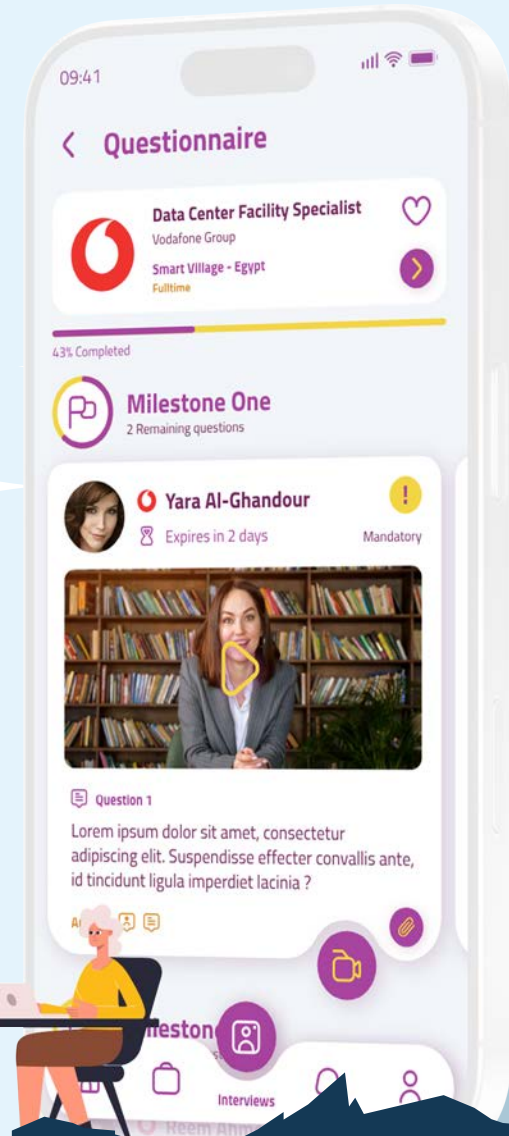 09:41
Questionnaire
Data Center Facility Specialist
Vodafone Group
Smart Village - Egypt
Fulltime
43% Completed
Milestone One
2 Remaining questions
Yara Al-Ghandour
Expires in 2 days
Mandatory
Question 1
Lorem ipsum dolor sit amet, consectetur
adipiscing elit. Suspendisse effecter convallis ante,
id tincidunt ligula imperdiet lacinia ?
Interviews
Reem